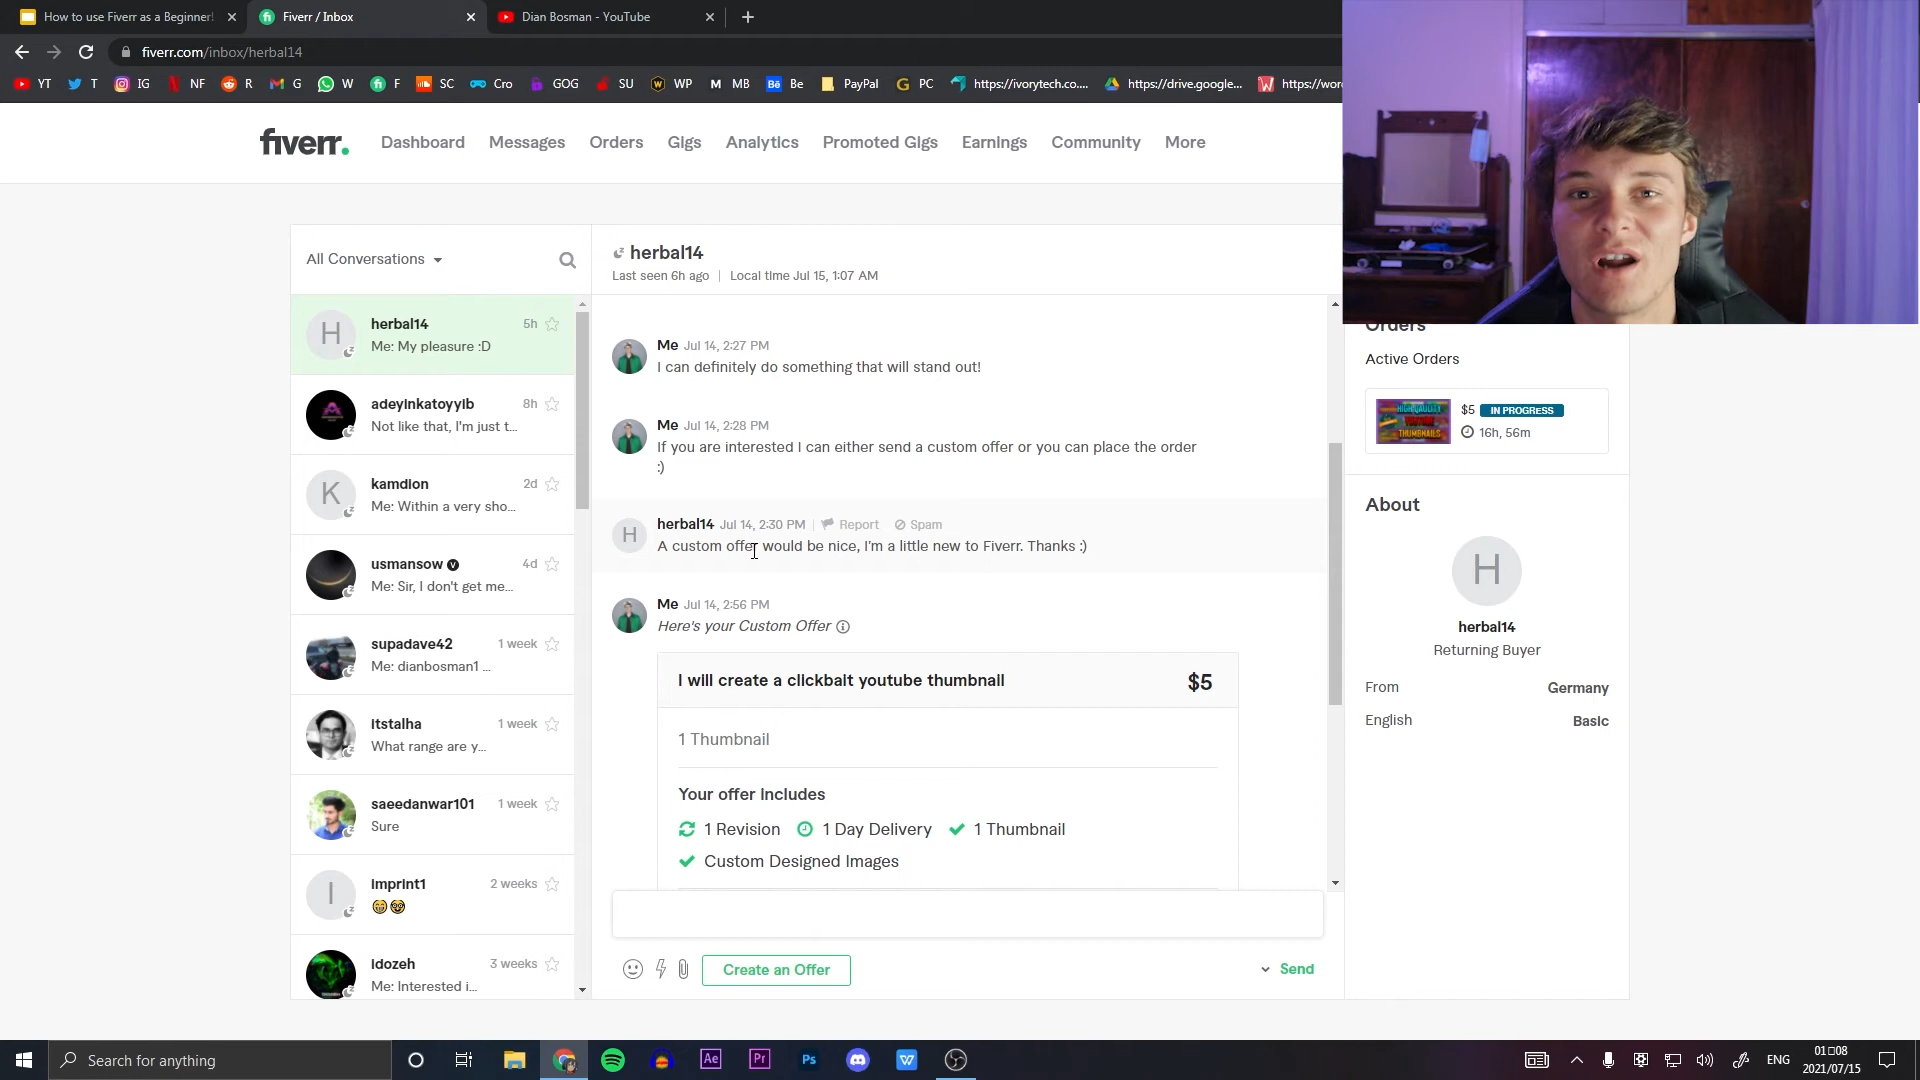 How to use Fiverr as a Beginner!
Fiverr / Inbox
Dian Bosman - YouTube
fiverr.com/inbox/herbal14
YT
T
IG
NF
R
G
W
F
SC
Cro
GOG
SU
WP
MB
Be
PayPal
PC
https://ivorytech.co....
https://drive.google...
https://wor
fiverr.
Dashboard
Messages
Orders
Gigs
Analytics
Promoted Gigs
Earnings
Community
More
All Conversations
herbal14
5h
Me: My pleasure :D
adeyinkatoyyib
8h
Not like that, I'm just t...
kamdion
2d
Me: Within a very sho...
usmansow
4d
Me: Sir, I don't get me...
supadave42
1 week
Me: dianbosman1 ...
itstalha
1 week
What range are y...
saeedanwar101
1 week
Sure
imprint1
2 weeks
idozeh
3 weeks
Me: Interested i...
herbal14
Last seen 6h ago | Local time Jul 15, 1:07 AM
Me Jul 14, 2:27 PM
I can definitely do something that will stand out!
Me Jul 14, 2:28 PM
If you are interested I can either send a custom offer or you can place the order
:)
herbal14 Jul 14, 2:30 PM | Report Spam
A custom offer would be nice, I'm a little new to Fiverr. Thanks :)
Me Jul 14, 2:56 PM
Here's your Custom Offer
I will create a clickbait youtube thumbnail
$5
1 Thumbnail
Your offer includes
1 Revision
1 Day Delivery
1 Thumbnail
Custom Designed Images
Create an Offer
Send
Orders
Active Orders
HIGH QUALITY
THUMBNAILS
$5 IN PROGRESS
16h, 56m
About
H
herbal14
Returning Buyer
From
Germany
English
Basic
Search for anything
Ae
Pr
Ps
ENG
01:08
2021/07/15